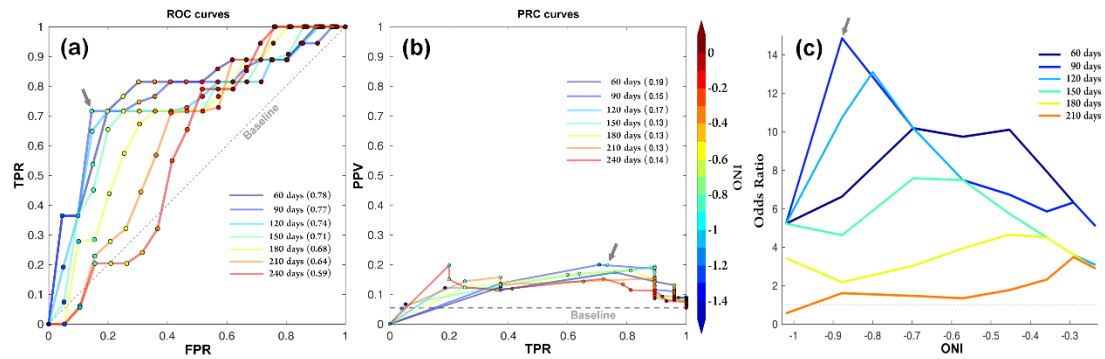 ROC curves
(a)
TPR
1
0.9
0.8
0.7
0.6
0.5
0.4
0.3
0.2
0.1
0
Baseline
60 days (0.78)
90 days (0.77)
120 days (0.74)
150 days (0.71)
180 days (0.68)
210 days (0.64)
240 days (0.59)
0 0.2 0.4 0.6 0.8 1
FPR
PRC curves
(b)
PPV
1
0.9
0.8
0.7
0.6
0.5
0.4
0.3
0.2
0.1
0
60 days (0.19)
90 days (0.15)
120 days (0.17)
150 days (0.13)
180 days (0.13)
210 days (0.13)
240 days (0.14)
Baseline
0 0.2 0.4 0.6 0.8 1
TPR
0
-0.2
-0.4
-0.6
-0.8
-1
-1.2
-1.4
ONI
(c)
Odds Ratio
14
12
10
8
6
4
2
0
60 days
90 days
120 days
150 days
180 days
210 days
-1 -0.9 -0.8 -0.7 -0.6 -0.5 -0.4 -0.3
ONI